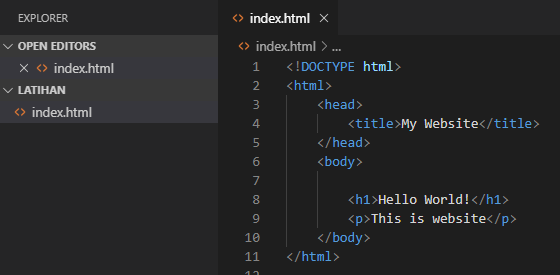 EXPLORER
OPEN EDITORS
index.html
LATIHAN
index.html
index.html
index.html > ...
1 <!DOCTYPE html>
2 <html>
3     <head>
4         <title>My Website</title>
5     </head>
6     <body>
7
8         <h1>Hello World!</h1>
9         <p>This is website</p>
10     </body>
11 </html>